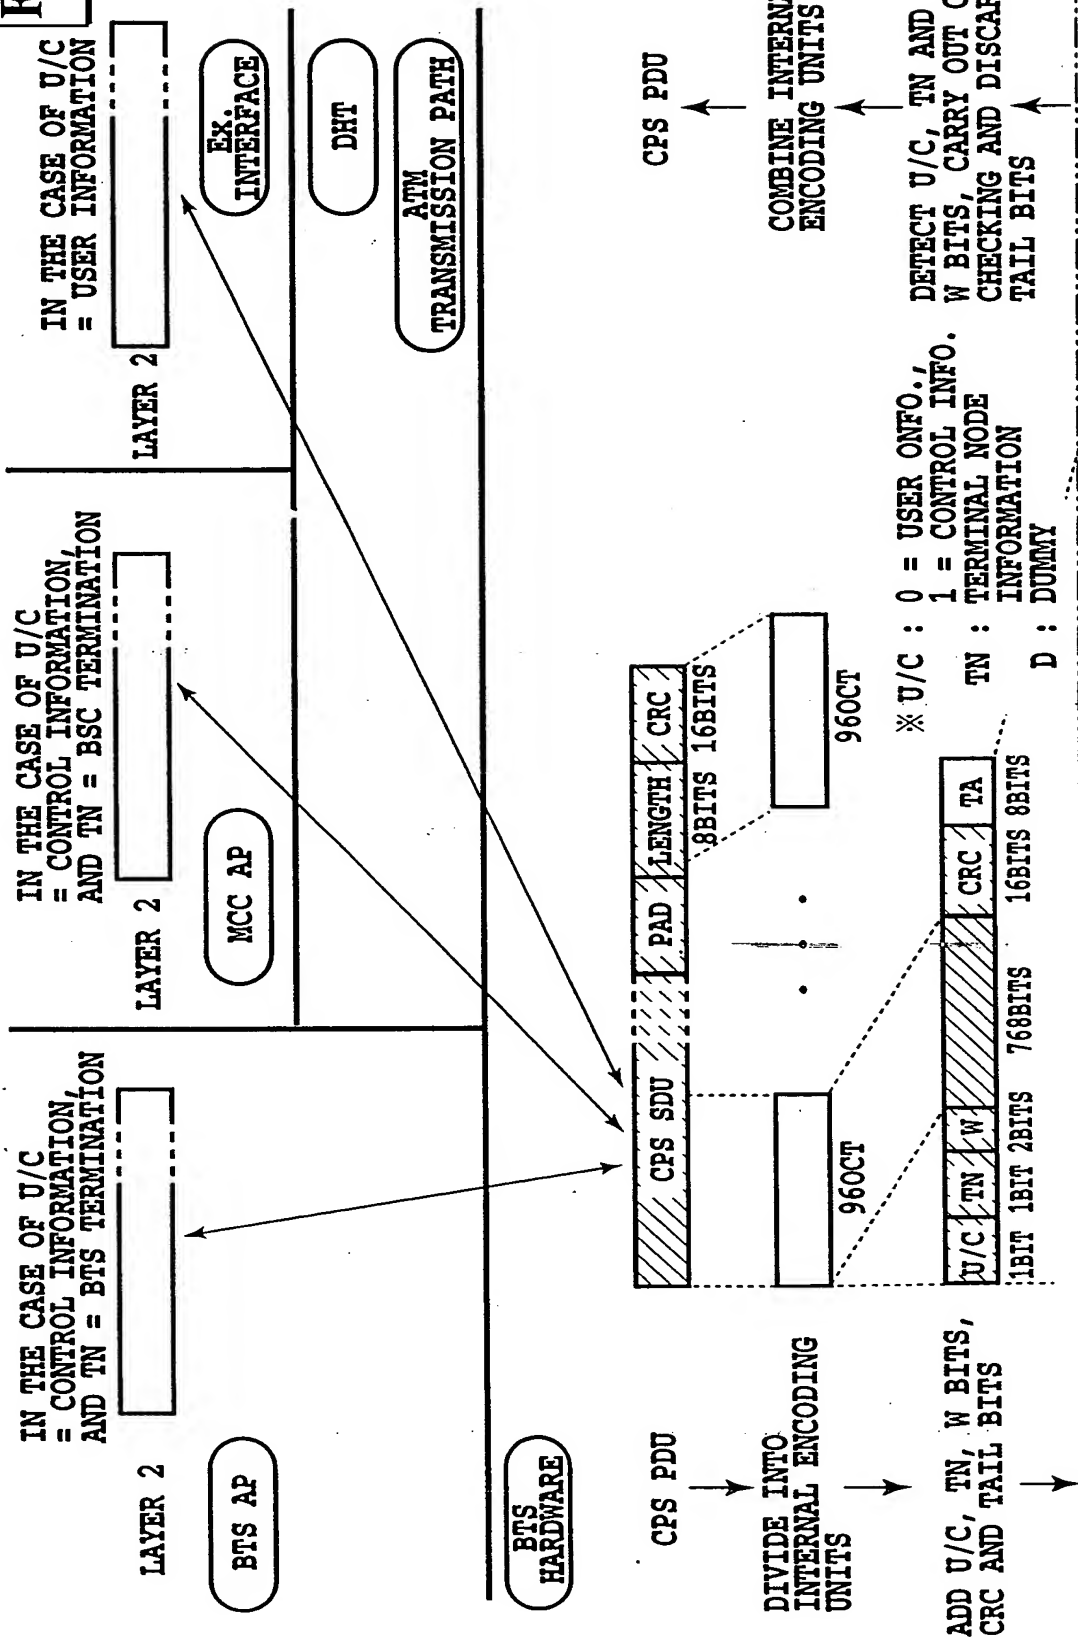 IN THE CASE OF U/C
= CONTROL INFORMATION,
AND TN = BTS TERMINATION
LAYER 2
BTS AP
IN THE CASE OF U/C
= CONTROL INFORMATION,
AND TN = BSC TERMINATION
LAYER 2
MCC AP
IN THE CASE OF U/C
= USER INFORMATION
LAYER 2
Ex.
INTERFACE
DHT
ATM
TRANSMISSION PATH
BTS
HARDWARE
CPS PDU
DIVIDE INTO
INTERNAL ENCODING
UNITS
ADD U/C, TN, W BITS,
CRC AND TAIL BITS
CPS SDU
PAD
LENGTH
CRC
8BITS
16BITS
96OCT
96OCT
U/C
TN
W
CRC
TA
1BIT
1BIT
2BITS
768BITS
16BITS
8BITS
※ U/C : 0 = USER ONFO.,
1 = CONTROL INFO.
TN : TERMINAL NODE
INFORMATION
D : DUMMY
CPS PDU
COMBINE
ENCODING UNITS
DETECT U/C, TN AND
W BITS, CARRY OUT
CHECKING AND
TAIL BITS